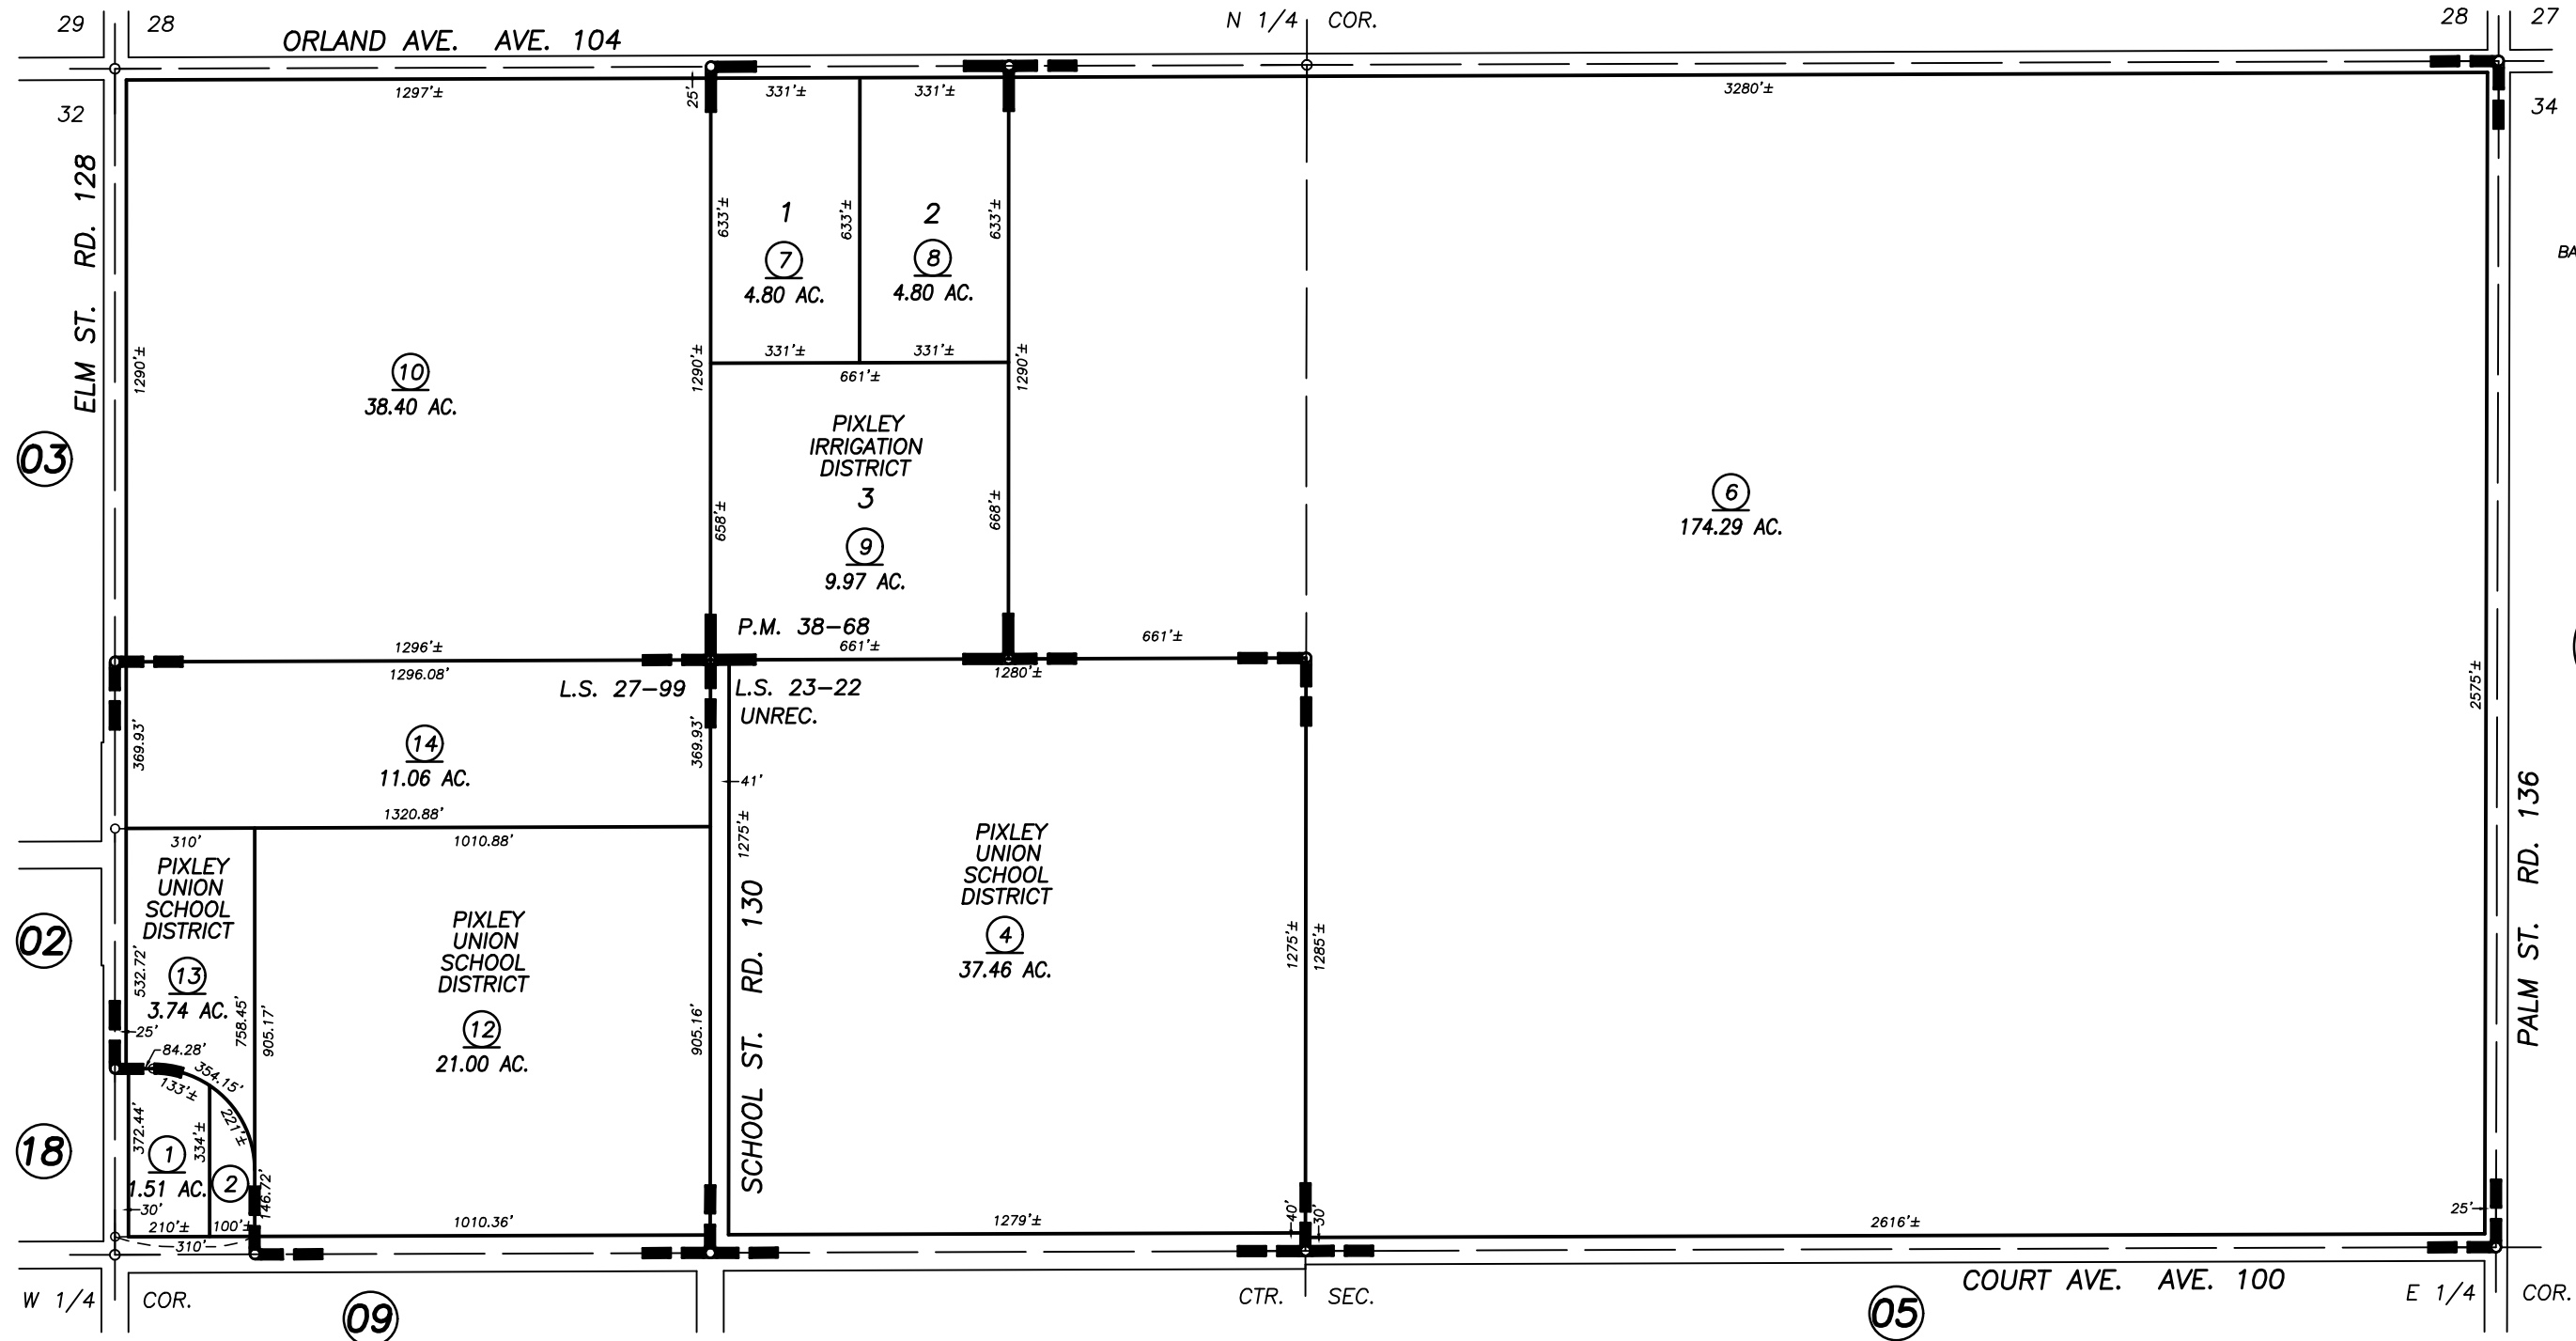 29 28
N 1/4 COR.
28 27
ORLAND AVE. AVE. 104
1297'±
25'
331'±
331'±
3280'±
32
34
ELM ST. RD. 128
BA
633'±
1
633'±
2
633'±
7
4.80 AC.
8
4.80 AC.
1290'±
10
38.40 AC.
1290'±
331'±
331'±
661'±
1290'±
03
PIXLEY
IRRIGATION
DISTRICT
3
9
9.97 AC.
658'±
668'±
6
174.29 AC.
P.M. 38-68
1296'±
661'±
661'±
1296.08'
1280'±
L.S. 27-99
L.S. 23-22
UNREC.
2575'±
369.93'
14
11.06 AC.
369.93'
41'
1320.88'
1275'±
310'
1010.88'
PIXLEY
UNION
SCHOOL
DISTRICT
13
3.74 AC.
532.72'
25'
02
PIXLEY
UNION
SCHOOL
DISTRICT
12
21.00 AC.
758.45'
905.17'
905.16'
SCHOOL ST. RD. 130
PIXLEY
UNION
SCHOOL
DISTRICT
4
37.46 AC.
1275'±
1285'±
PALM ST. RD. 136
84.28'
354.15'
133'±
221'±
372.44'
334'±
18
1
1.51 AC.
2
146.72'
30'
210'±
100'±
310'
1010.36'
1279'±
40'
30'
2616'±
25'
W 1/4 COR.
09
CTR. SEC.
05
COURT AVE. AVE. 100
E 1/4 COR.